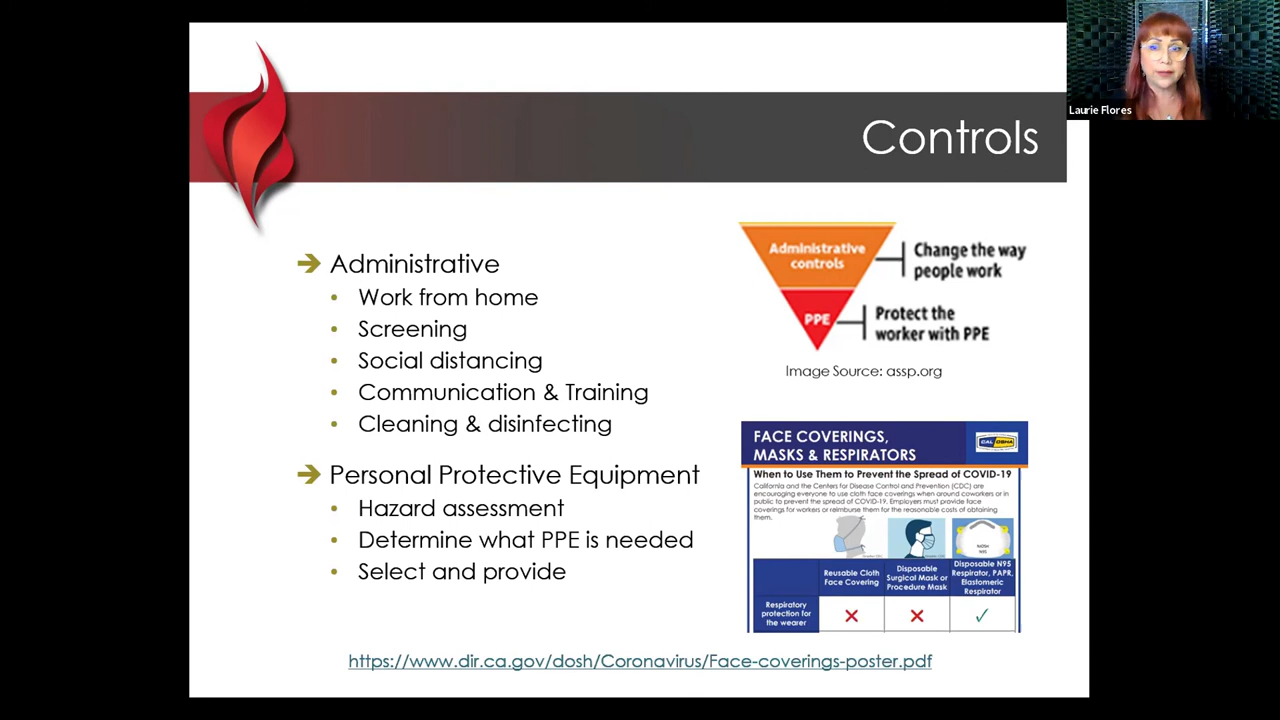 Laurie Flores
Controls
Administrative
Work from home
Screening
Social distancing
Communication & Training
Cleaning & disinfecting
Personal Protective Equipment
Hazard assessment
Determine what PPE is needed
Select and provide
Administrative
controls
Change the way
people work
PPE
Protect the
worker with PPE
Image Source: assp.org
FACE COVERINGS,
MASKS & RESPIRATORS
CAL OSHA
When to Use Them to Prevent the Spread of COVID-19
California and the Centers for Disease Control and Prevention (CDC) are
encouraging everyone to use cloth face coverings when around coworkers or in
public to prevent the spread of COVID-19. Employers must provide face
coverings for workers or reimburse them for the reasonable costs of obtaining
them.
NIOSH
N95
Reusable Cloth
Face Covering
Disposable
Surgical Mask or
Procedure Mask
Disposable N95
Respirator, PAPR,
Elastomeric
Respirator
Respiratory
protection for
the wearer
https://www.dir.ca.gov/dosh/Coronavirus/Face-coverings-poster.pdf